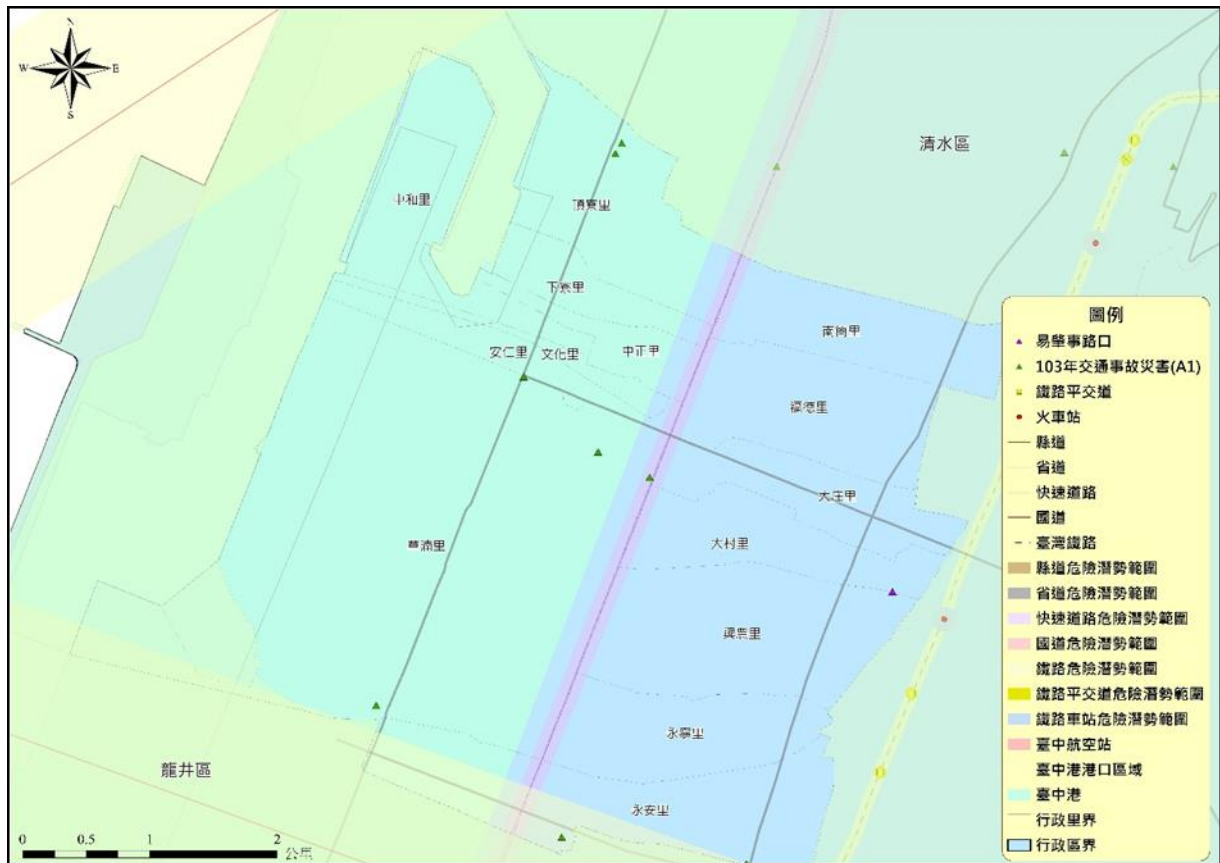 N
W
E
S
清水區
中和里
頂寮里
下寮里
安仁里
文化里
中正里
南簡里
福德里
大庄里
大村里
草湳里
興農里
永寧里
永安里
龍井區
0
0.5
1
2
公里
圖例
易肇事路口
103年交通事故災害(A1)
鐵路平交道
火車站
縣道
省道
快速道路
國道
臺灣鐵路
縣道危險潛勢範圍
省道危險潛勢範圍
快速道路危險潛勢範圍
國道危險潛勢範圍
鐵路危險潛勢範圍
鐵路平交道危險潛勢範圍
鐵路車站危險潛勢範圍
臺中航空站
臺中港港口區域
臺中港
行政里界
行政區界